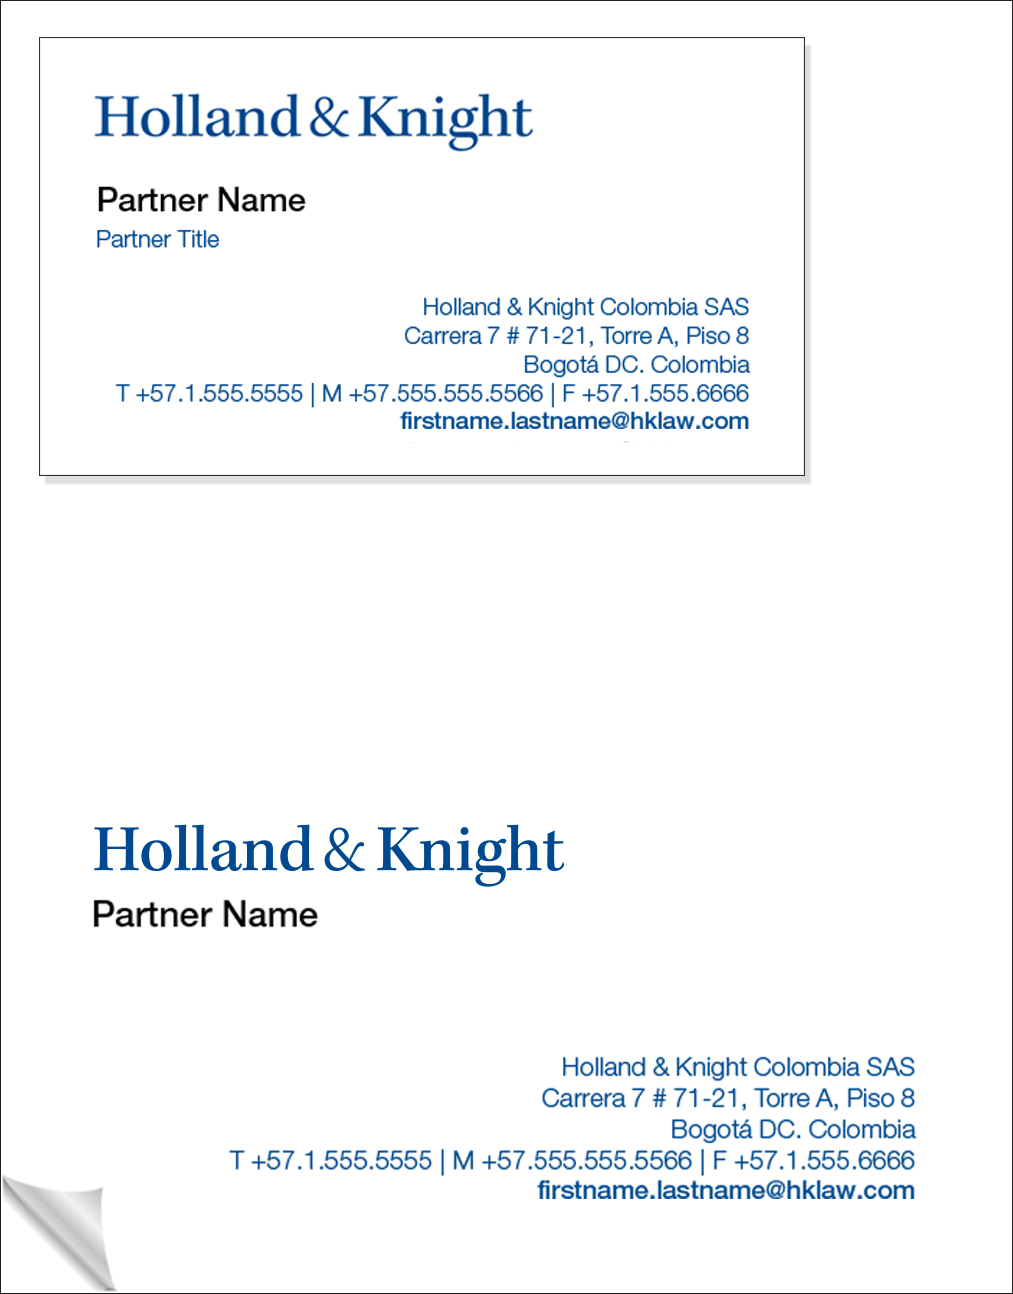 Holland & Knight
Partner Name
Partner Title
Holland & Knight Colombia SAS
Carrera 7 # 71-21, Torre A, Piso 8
Bogotá DC. Colombia
T +57.1.555.5555 | M +57.555.555.5566 | F +57.1.555.6666
firstname.lastname@hklaw.com
Holland & Knight
Partner Name
Holland & Knight Colombia SAS
Carrera 7 # 71-21, Torre A, Piso 8
Bogotá DC. Colombia
T +57.1.555.5555 | M +57.555.555.5566 | F +57.1.555.6666
firstname.lastname@hklaw.com